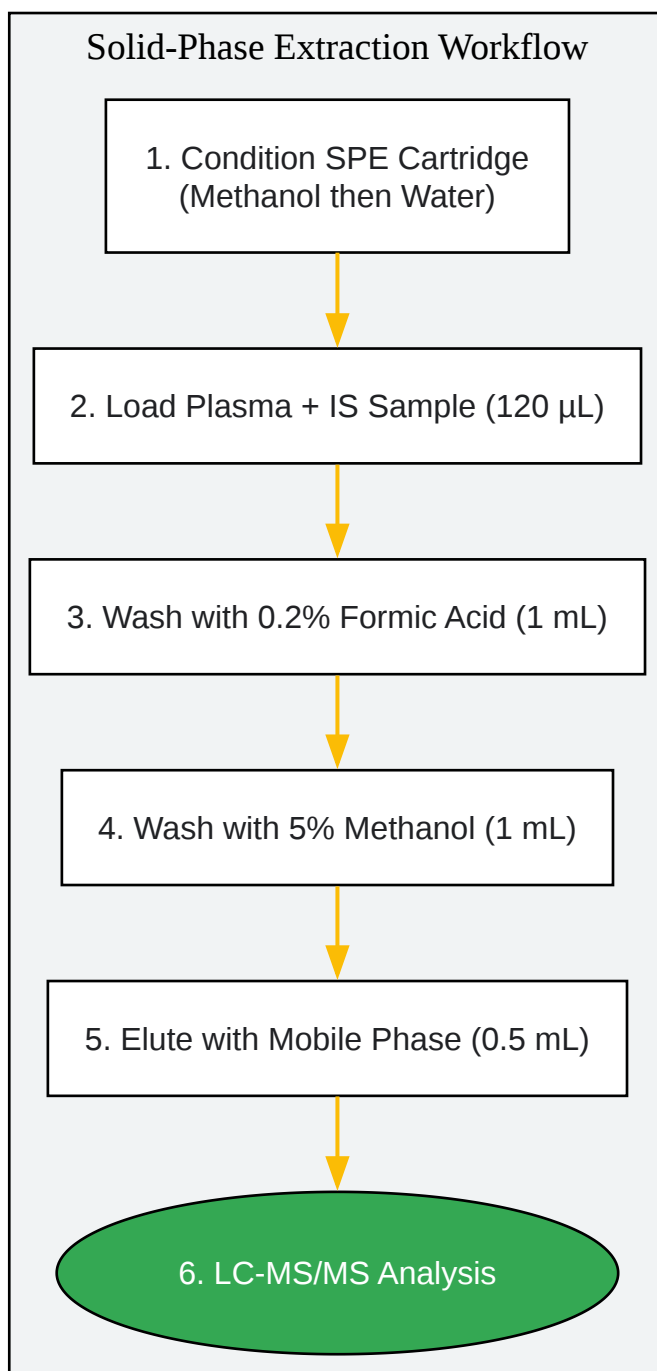 Solid-Phase Extraction Workflow
1. Condition SPE Cartridge
(Methanol then Water)
2. Load Plasma + IS Sample (120 µL)
3. Wash with 0.2% Formic Acid (1 mL)
4. Wash with 5% Methanol (1 mL)
5. Elute with Mobile Phase (0.5 mL)
6. LC-MS/MS Analysis